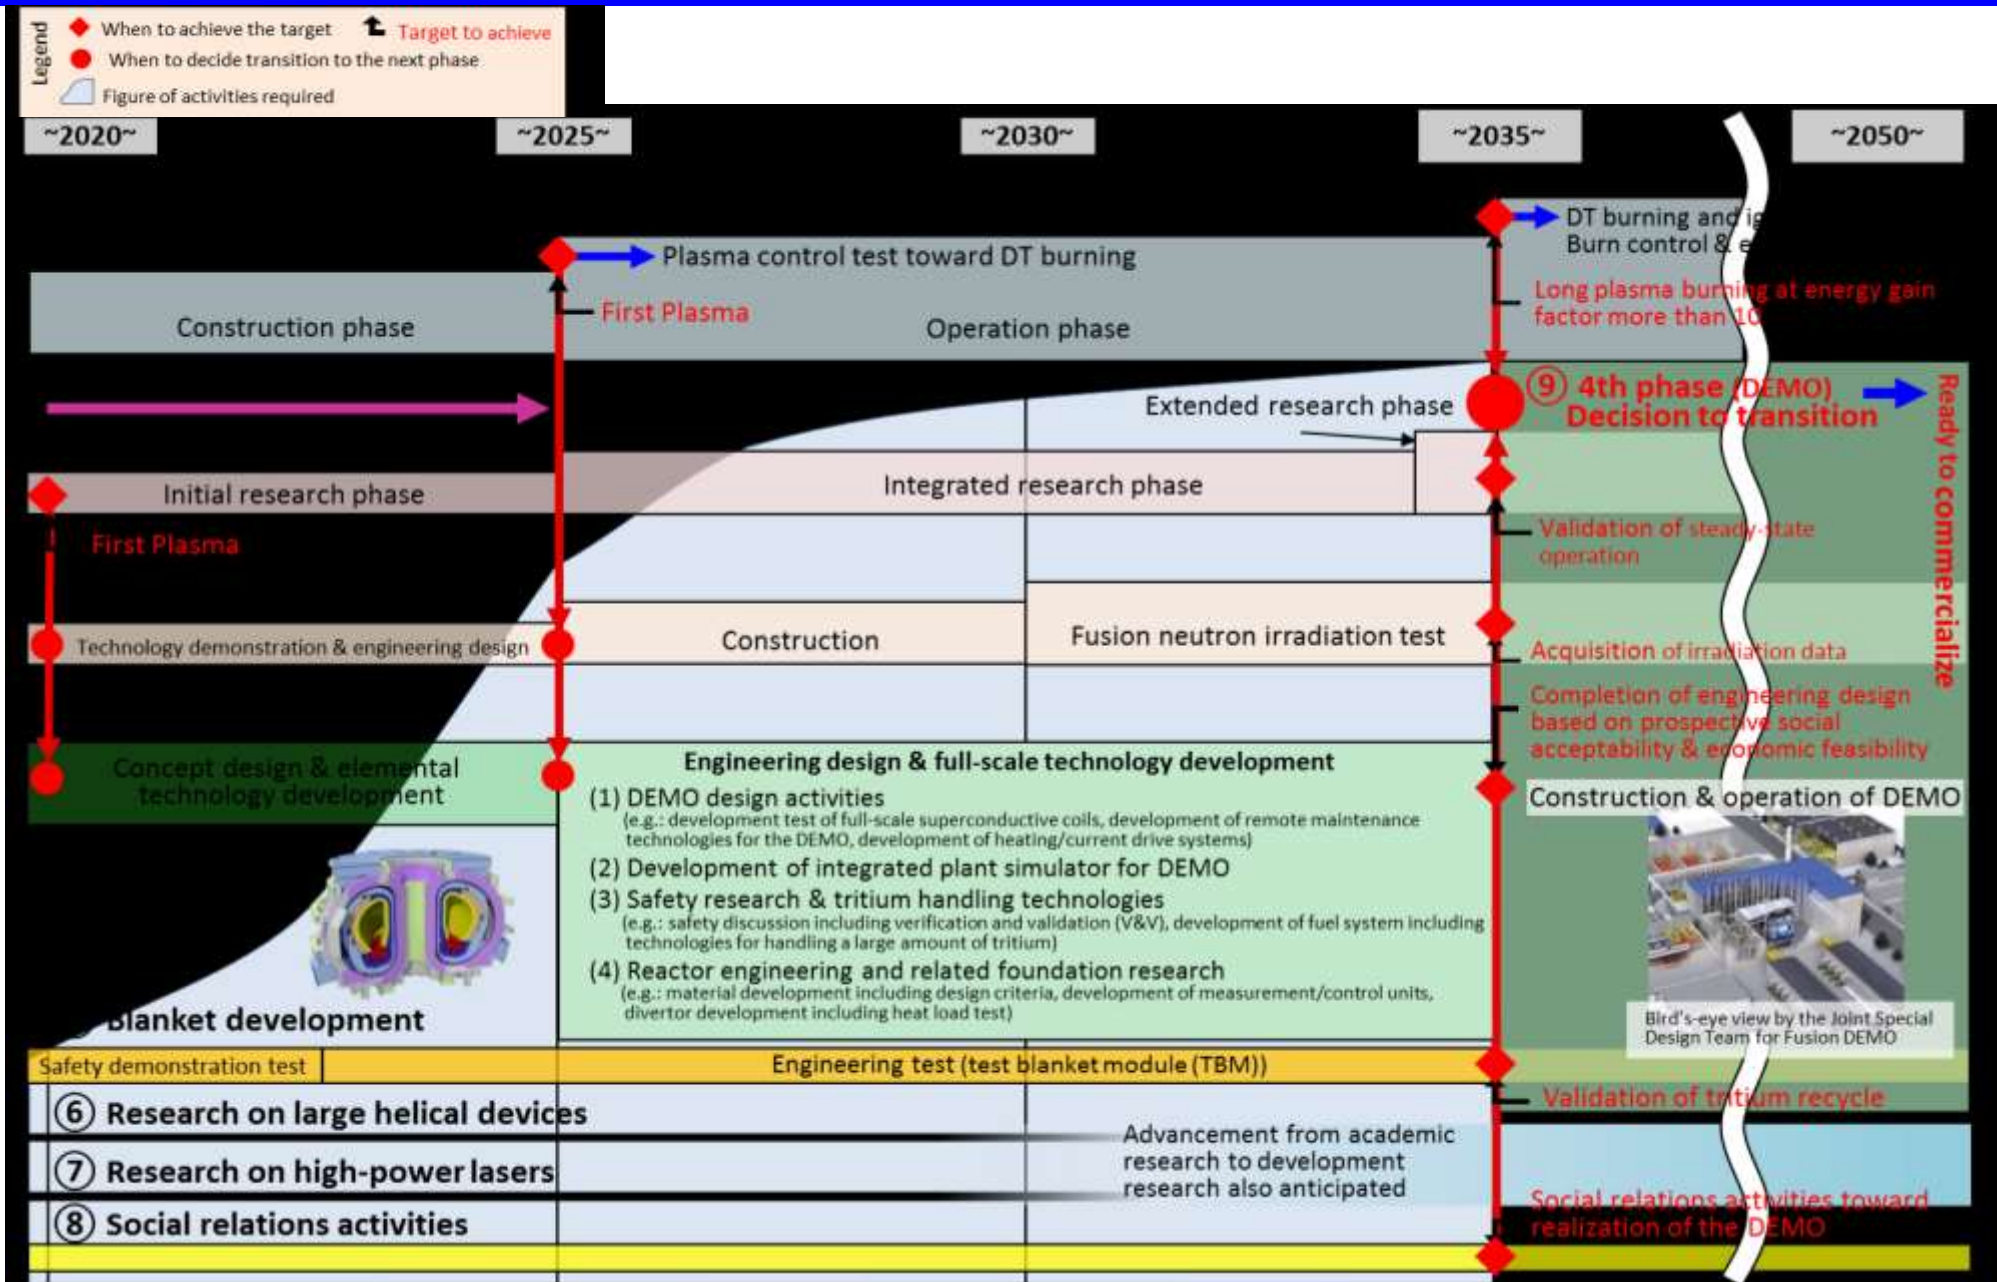 Legend
When to achieve the target
Target to achieve
When to decide transition to the next phase
Figure of activities required
~2020~
~2025~
~2030~
~2035~
~2050~
DT burning and
Burn control &
Plasma control test toward DT burning
First Plasma
Construction phase
Operation phase
Long plasma burning at energy gain
factor more than 10
Extended research phase
⑨ 4th phase (DEMO)
Decision to transition
Ready to commercialize
Initial research phase
Integrated research phase
First Plasma
Validation of steady-state
operation
Technology demonstration & engineering design
Construction
Fusion neutron irradiation test
Acquisition of irradiation data
Completion of engineering design
based on prospective social
acceptability & economic feasibility
Concept design & elemental
technology development
Engineering design & full-scale technology development
(1) DEMO design activities
(e.g.: development test of full-scale superconductive coils, development of remote maintenance
technologies for the DEMO, development of heating/current drive systems)
(2) Development of integrated plant simulator for DEMO
(3) Safety research & tritium handling technologies
(e.g.: safety discussion including verification and validation (V&V), development of fuel system including
technologies for handling a large amount of tritium)
(4) Reactor engineering and related foundation research
(e.g.: material development including design criteria, development of measurement/control units,
divertor development including heat load test)
Construction & operation of DEMO
Bird's-eye view by the Joint Special
Design Team for Fusion DEMO
Blanket development
Safety demonstration test
Engineering test (test blanket module (TBM))
Validation of tritium recycle
⑥ Research on large helical devices
⑦ Research on high-power lasers
⑧ Social relations activities
Advancement from academic
research to development
research also anticipated
Social relations activities toward
realization of the DEMO